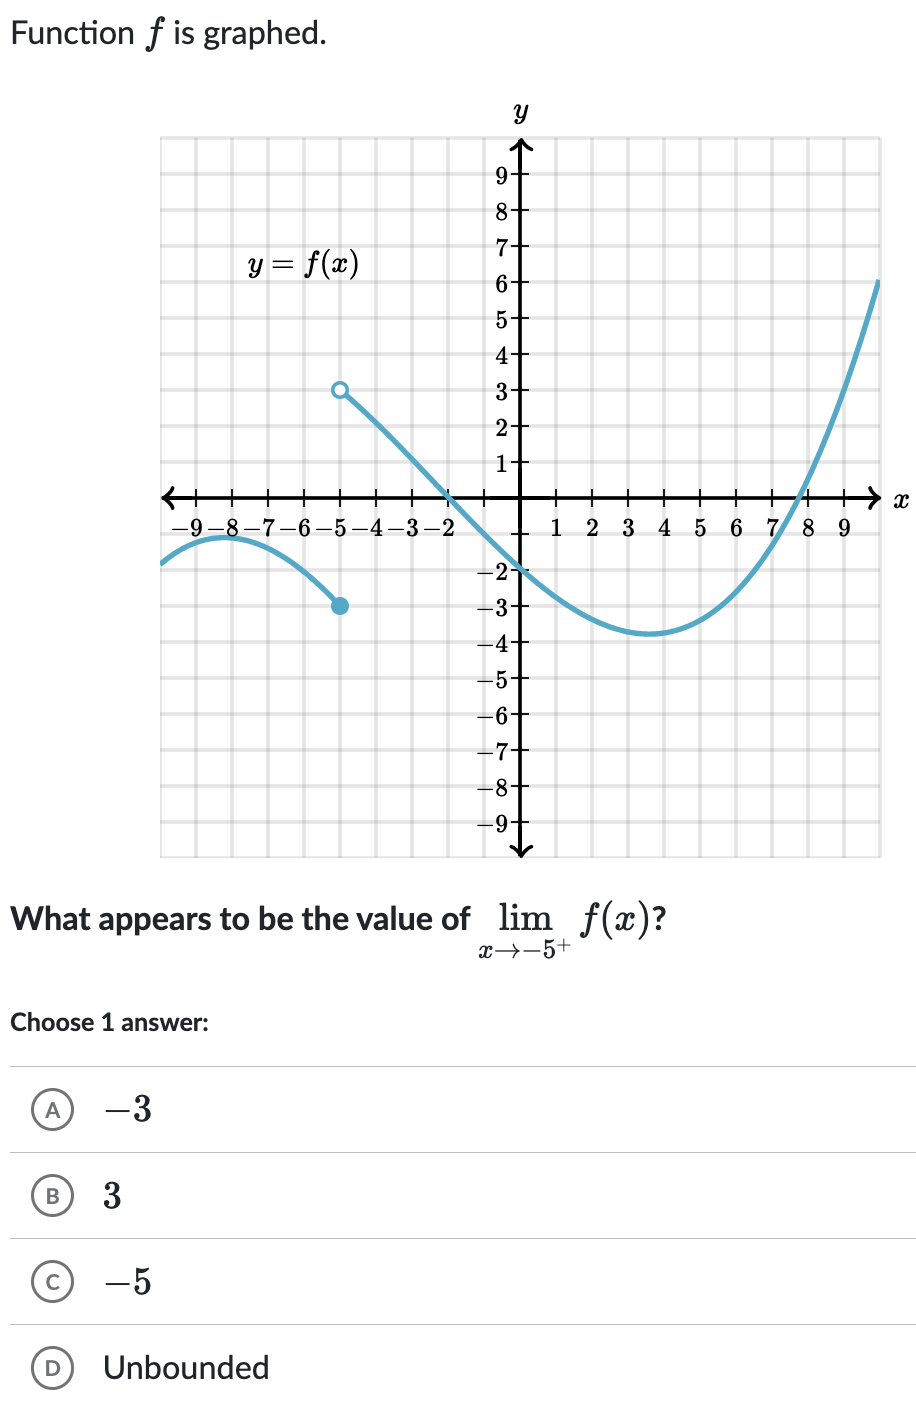 Function f is graphed.
y
9
8
7
y = f(x)
6
5
4
3
2
1
x
−9 −8 −7 −6 −5 −4 −3 −2 1 2 3 4 5 6 7 8 9
−2
−3
−4
−5
−6
−7
−8
−9
What appears to be the value of lim f(x)?
x→−5⁺
Choose 1 answer:
A −3
B 3
C −5
D Unbounded